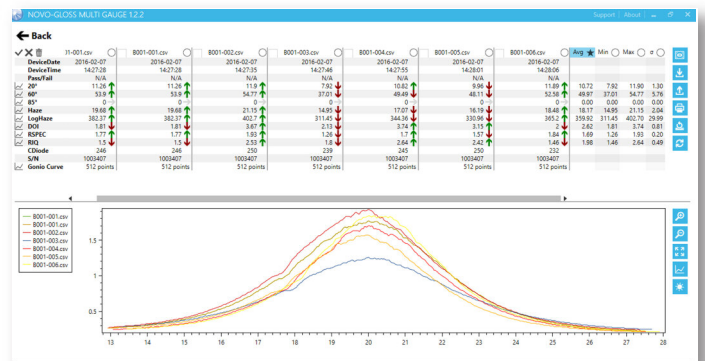 NOVO-GLOSS MULTI GAUGE 1.2.2 Support About
Back
J1-001.csv B001-001.csv B001-002.csv B001-003.csv B001-004.csv B001-005.csv B001-006.csv Avg Min Max σ
DeviceDate 2016-02-07 2016-02-07 2016-02-07 2016-02-07 2016-02-07 2016-02-07 2016-02-07
DeviceTime 14:27:28 14:27:28 14:27:35 14:27:46 14:27:55 14:28:01 14:28:06
Pass/Fail N/A N/A N/A N/A N/A N/A N/A
20° 11.26 11.26 11.9 7.92 10.82 9.96 11.89 10.72 7.92 11.90 1.30
60° 53.9 53.9 54.77 37.01 49.49 48.11 52.58 49.97 37.01 54.77 5.76
85° 0 0 0 0 0 0 0 0.00 0.00 0.00 0.00
Haze 19.68 19.68 21.15 14.95 17.07 16.19 18.48 18.17 14.95 21.15 2.04
LogHaze 382.37 382.37 402.7 311.45 344.36 330.96 365.2 359.92 311.45 402.70 29.99
DOI 1.81 1.81 3.67 2.13 3.74 3.15 2 2.62 1.81 3.74 0.81
RSPEC 1.77 1.77 1.93 1.26 1.7 1.57 1.84 1.69 1.26 1.93 0.20
RIQ 1.5 1.5 2.53 1.8 2.64 2.42 1.46 1.98 1.46 2.64 0.49
CDiode 246 246 250 239 245 250 232
S/N 1003407 1003407 1003407 1003407 1003407 1003407 1003407
Gonio Curve 512 points 512 points 512 points 512 points 512 points 512 points 512 points
B001-001.csv
B001-001.csv
B001-002.csv
B001-003.csv
B001-004.csv
B001-005.csv
B001-006.csv
1.5
1
0.5
13 14 15 16 17 18 19 20 21 22 23 24 25 26 27 28